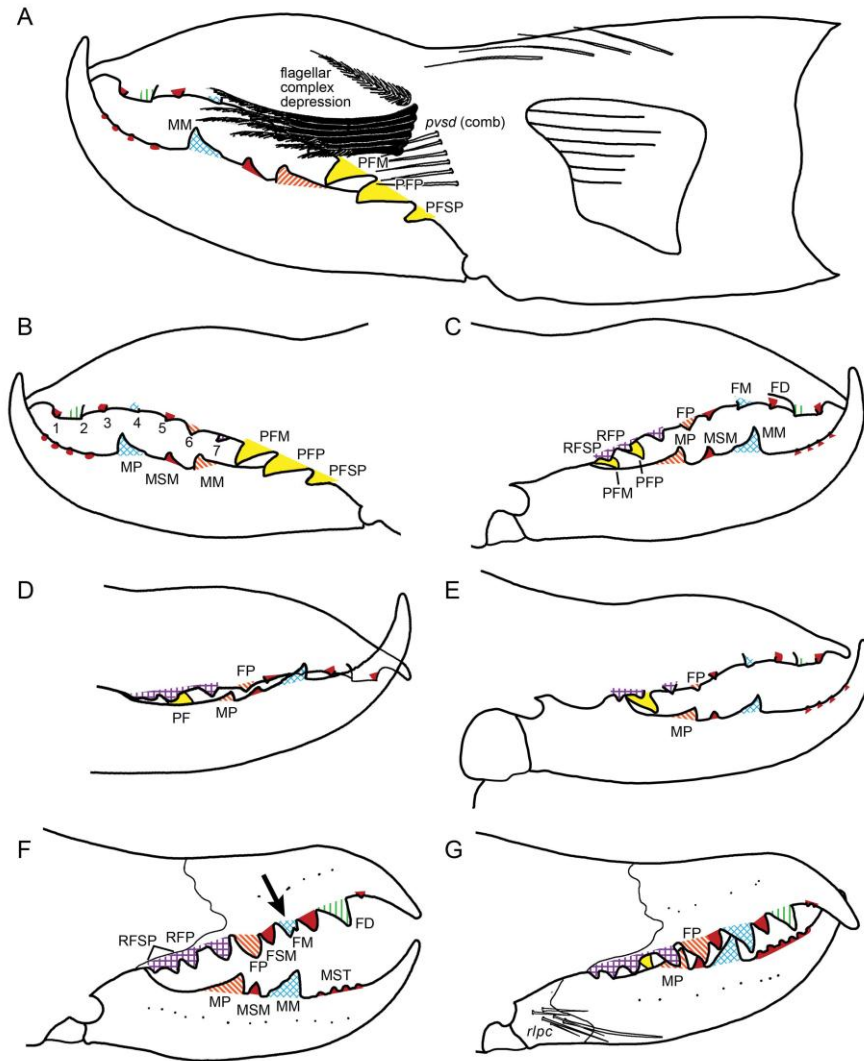 A
flagellar
complex
depression
pvsd (comb)
MM
PFM
PFP
PFSP
B
1 2 3 4 5 6 7
PFM
PFP
PFSP
MP
MSM
MM
C
FM FD
FP
RFP
RFSP
MP
MSM
MM
PFM
PFP
D
FP
PF
MP
E
FP
MP
F
RFSP
RFP
FP
FSM
FM
FD
MP
MSM
MM
MST
G
FP
MP
rlpc